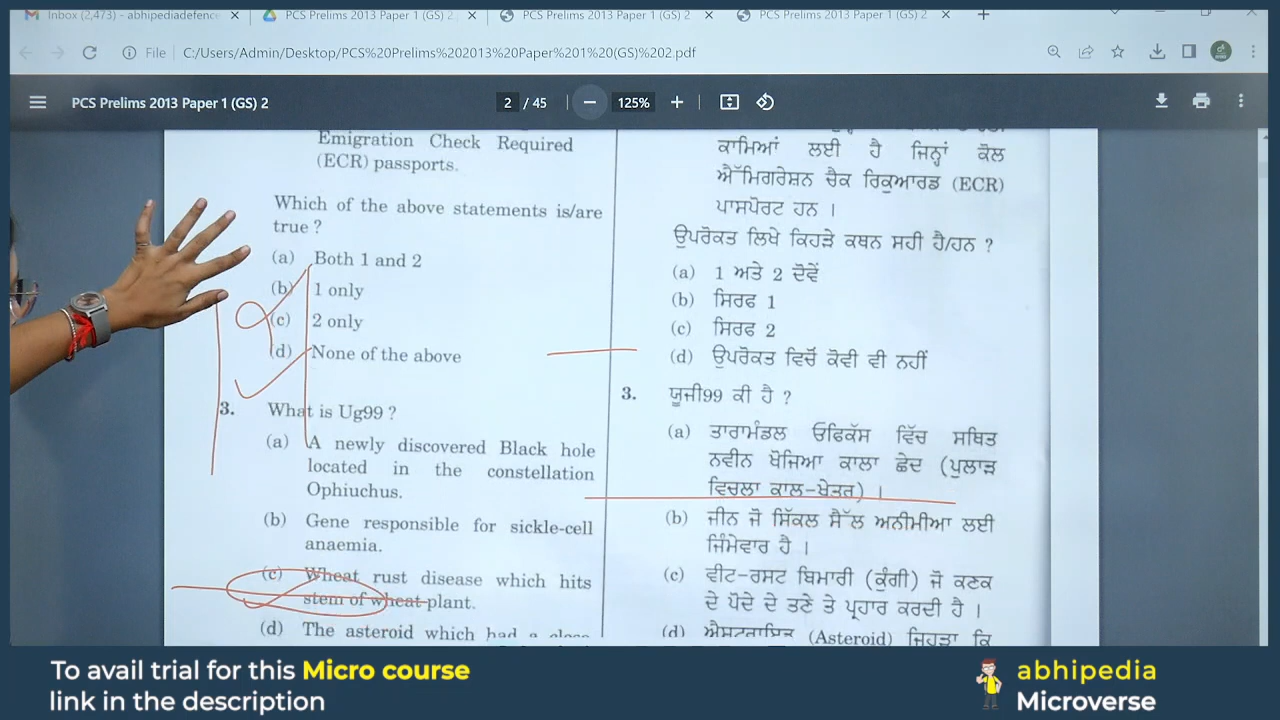 Inbox (2,473) - abhipediadefenc
PCS Prelims 2013 Paper 1 (GS) 2
PCS Prelims 2013 Paper 1 (GS) 2
PCS Prelims 2013 Paper 1 (GS) 2
File
C:/Users/Admin/Desktop/PCS%20Prelims%202013%20Paper%201%20(GS)%202.pdf
PCS Prelims 2013 Paper 1 (GS) 2
2 / 45
125%
Emigration Check Required
(ECR) passports.
Which of the above statements is/are
true ?
(a) Both 1 and 2
(b) 1 only
(c) 2 only
(d) None of the above
3. What is Ug99 ?
(a) A newly discovered Black hole
located in the constellation
Ophiuchus.
(b) Gene responsible for sickle-cell
anaemia.
(c) Wheat rust disease which hits
stem of wheat plant.
(d) The asteroid which had a close
ਕਾਮਿਆਂ ਲਈ ਹੈ ਜਿਨ੍ਹਾਂ ਕੋਲ
ਐੱਮਿਗਰੇਸ਼ਨ ਚੈਕ ਰਿਕੁਆਰਡ (ECR)
ਪਾਸਪੋਰਟ ਹਨ ।
ਉਪਰੋਕਤ ਲਿਖੇ ਕਿਹੜੇ ਕਥਨ ਸਹੀ ਹੈ/ਹਨ ?
(a) 1 ਅਤੇ 2 ਦੋਵੇਂ
(b) ਸਿਰਫ 1
(c) ਸਿਰਫ 2
(d) ਉਪਰੋਕਤ ਵਿਚੋਂ ਕੋਵੀ ਵੀ ਨਹੀਂ
3. ਯੂਜੀ99 ਕੀ ਹੈ ?
(a) ਤਾਰਾਮੰਡਲ ਓਫਿਕੱਸ ਵਿੱਚ ਸਥਿਤ
ਨਵੀਨ ਖੋਜਿਆ ਕਾਲਾ ਛੇਦ (ਪੁਲਾੜ
ਵਿਚਲਾ ਕਾਲ-ਖੇਤਰ) ।
(b) ਜੀਨ ਜੋ ਸਿੱਕਲ ਸੈੱਲ ਅਨੀਮੀਆ ਲਈ
ਜਿੰਮੇਵਾਰ ਹੈ ।
(c) ਵੀਟ-ਰਸਟ ਬਿਮਾਰੀ (ਕੁੰਗੀ) ਜੋ ਕਣਕ
ਦੇ ਪੌਦੇ ਦੇ ਤਣੇ ਤੇ ਪ੍ਰਹਾਰ ਕਰਦੀ ਹੈ ।
(d) ਐਸਟਰਾਇਡ (Asteroid) ਜਿਹੜਾ ਕਿ
To avail trial for this Micro course
link in the description
abhipedia
Microverse